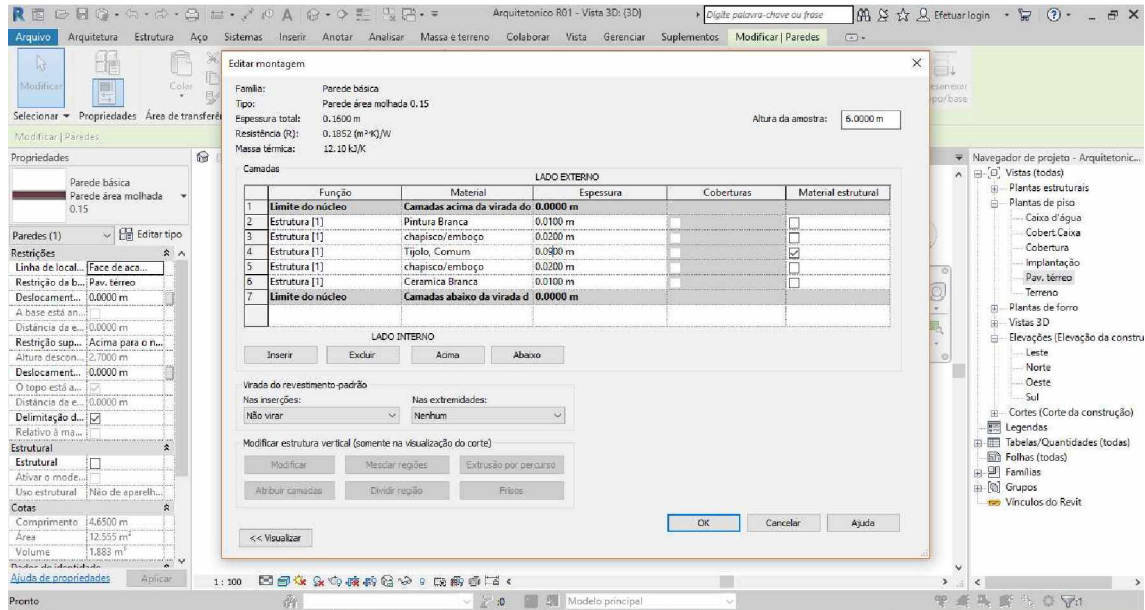 Arquitetonico R01 - Vista 3D: {3D}
Digite palavra-chave ou frase
Efetuar login
Arquivo Arquitetura Estrutura Aço Sistemas Inserir Anotar Analisar Massa e terreno Colaborar Vista Gerenciar Suplementos Modificar | Paredes
Modificar
Colar
Selecionar Propriedades Área de transferê
Modificar | Paredes
Propriedades
Parede básica
Parede área molhada
0.15
Paredes (1) Editar tipo
Restrições
Linha de local... Face de aca...
Restrição da b... Pav. térreo
Deslocament... 0.0000 m
A base está an...
Distância da e... 0.0000 m
Restrição sup... Acima para o n...
Altura descon... 2.7000 m
Deslocament... 0.0000 m
O topo está a...
Distância da e... 0.0000 m
Delimitação d...
Relativo à ma...
Estrutural
Estrutural
Ativar o mode...
Uso estrutural Não de aparelh...
Cotas
Comprimento 4.6500 m
Área 12.555 m²
Volume 1.883 m³
Dados de identidade
Ajuda de propriedades Aplicar
Pronto
Editar montagem
Família: Parede básica
Tipo: Parede área molhada 0.15
Espessura total: 0.1600 m
Altura da amostra: 6.0000 m
Resistência (R): 0.1852 (m²·K)/W
Massa térmica: 12.10 kJ/K
Camadas
LADO EXTERNO
Função Material Espessura Coberturas Material estrutural
1 Limite do núcleo Camadas acima da virada do 0.0000 m
2 Estrutura [1] Pintura Branca 0.0100 m
3 Estrutura [1] chapisco/emboço 0.0200 m
4 Estrutura [1] Tijolo, Comum 0.0900 m
5 Estrutura [1] chapisco/emboço 0.0200 m
6 Estrutura [1] Ceramica Branca 0.0100 m
7 Limite do núcleo Camadas abaixo da virada d 0.0000 m
LADO INTERNO
Inserir Excluir Acima Abaixo
Virada do revestimento-padrão
Nas inserções: Nas extremidades:
Não virar Nenhum
Modificar estrutura vertical (somente na visualização do corte)
Modificar Mesclar regiões Extrusão por percurso
Atribuir camadas Dividir região Frisos
OK Cancelar Ajuda
<< Visualizar
1 : 100
:0 Modelo principal
:1
Navegador de projeto - Arquitetonic...
Vistas (todas)
Plantas estruturais
Plantas de piso
Caixa d'água
Cobert.Caixa
Cobertura
Implantação
Pav. térreo
Terreno
Plantas de forro
Vistas 3D
Elevações (Elevação da constru
Leste
Norte
Oeste
Sul
Cortes (Corte da construção)
Legendas
Tabelas/Quantidades (todas)
Folhas (todas)
Famílias
Grupos
Vínculos do Revit